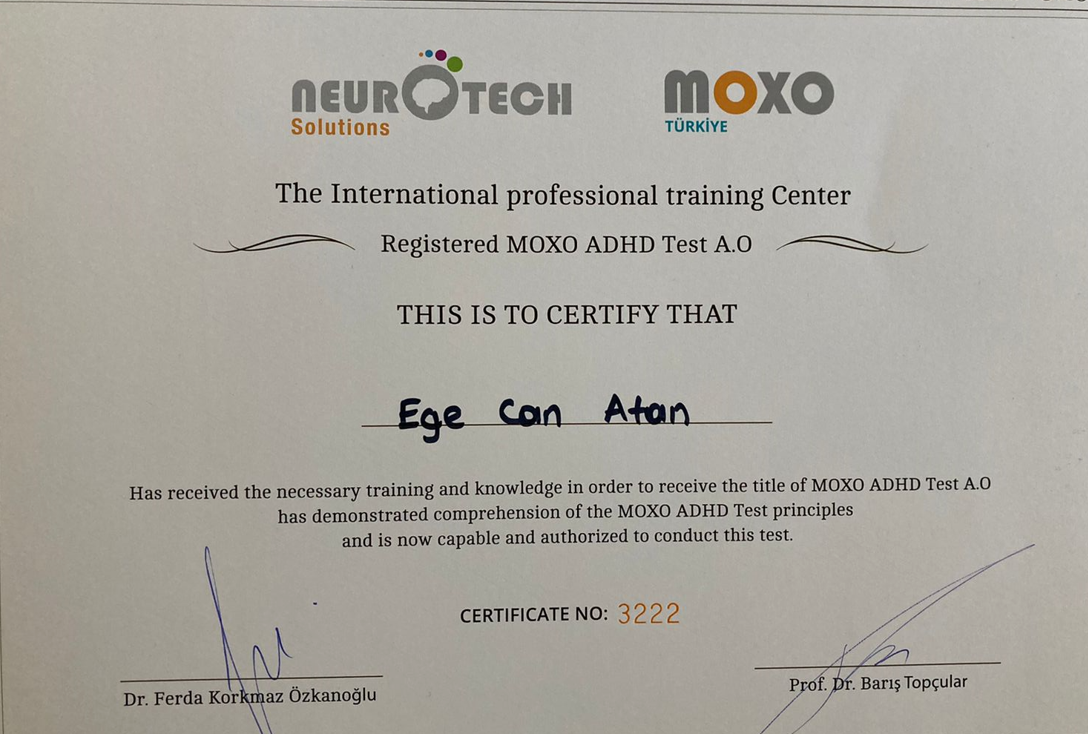 NEUROTECH
Solutions
MOXO
TÜRKİYE
The International professional training Center
Registered MOXO ADHD Test A.O
THIS IS TO CERTIFY THAT
Ege Can Atan
Has received the necessary training and knowledge in order to receive the title of MOXO ADHD Test A.O
has demonstrated comprehension of the MOXO ADHD Test principles
and is now capable and authorized to conduct this test.
CERTIFICATE NO: 3222
Dr. Ferda Korkmaz Özkanoğlu
Prof. Dr. Barış Topçular